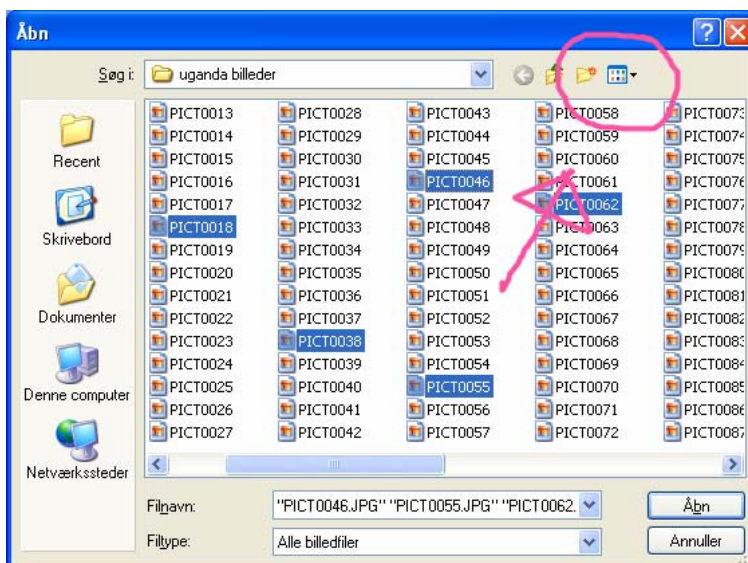 Åbn
Søg i:
uganda billeder
Recent
Skrivebord
Dokumenter
Denne computer
Netværkssteder
PICT0013
PICT0014
PICT0015
PICT0016
PICT0017
PICT0018
PICT0019
PICT0020
PICT0021
PICT0022
PICT0023
PICT0024
PICT0025
PICT0026
PICT0027
PICT0028
PICT0029
PICT0030
PICT0031
PICT0032
PICT0033
PICT0034
PICT0035
PICT0036
PICT0037
PICT0038
PICT0039
PICT0040
PICT0041
PICT0042
PICT0043
PICT0044
PICT0045
PICT0046
PICT0047
PICT0048
PICT0049
PICT0050
PICT0051
PICT0052
PICT0053
PICT0054
PICT0055
PICT0056
PICT0057
PICT0058
PICT0059
PICT0060
PICT0061
PICT0062
PICT0063
PICT0064
PICT0065
PICT0066
PICT0067
PICT0068
PICT0069
PICT0070
PICT0071
PICT0072
Filnavn:
"PICT0046.JPG" "PICT0055.JPG" "PICT0062.
Åbn
Filtype:
Alle billedfiler
Annuller